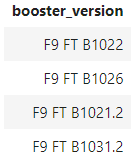 booster_version
F9 FT B1022
F9 FT B1026
F9 FT B1021.2
F9 FT B1031.2